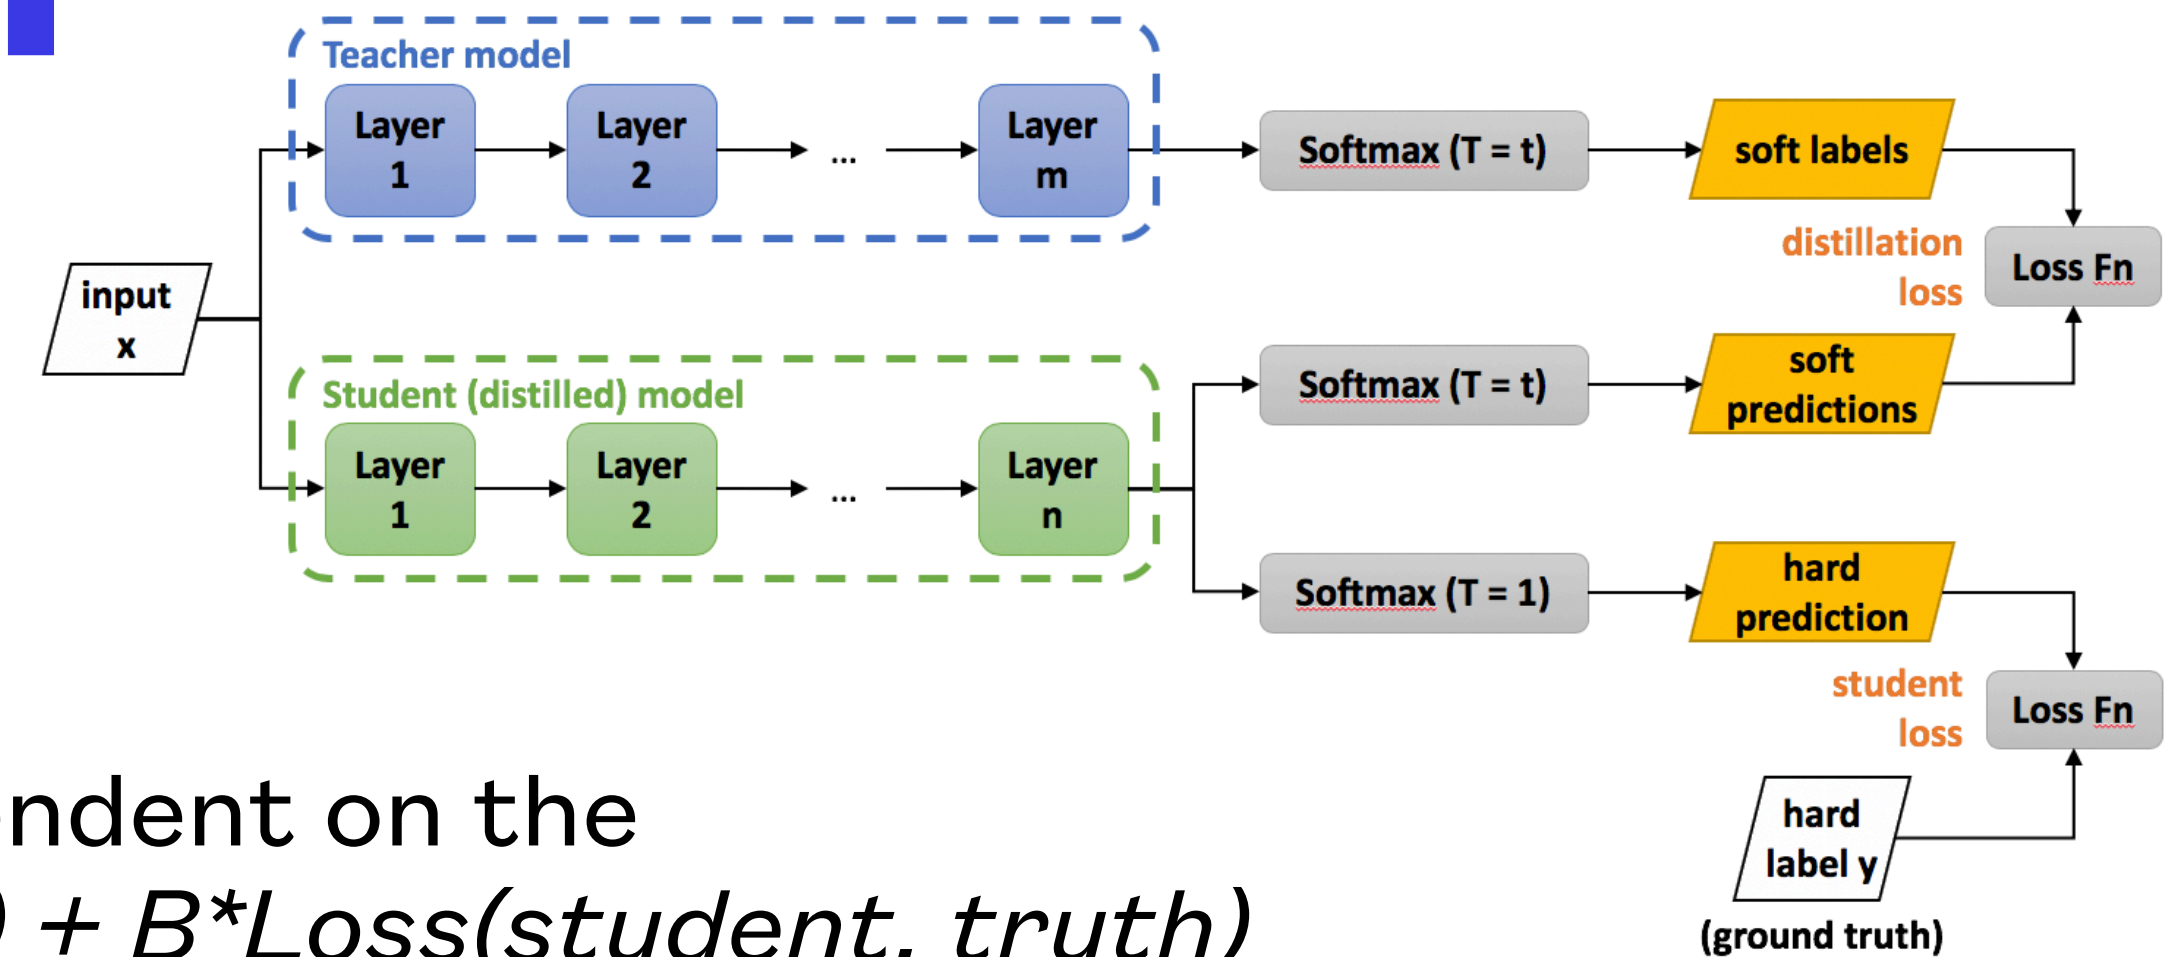 Teacher model
Layer
1
Layer
2
...
Layer
m
Softmax (T = t)
soft labels
distillation
loss
Loss Fn
input
x
Student (distilled) model
Layer
1
Layer
2
...
Layer
n
Softmax (T = t)
soft
predictions
Softmax (T = 1)
hard
prediction
student
loss
Loss Fn
hard
label y
(ground truth)
ndent on the
) + B*Loss(student, truth)